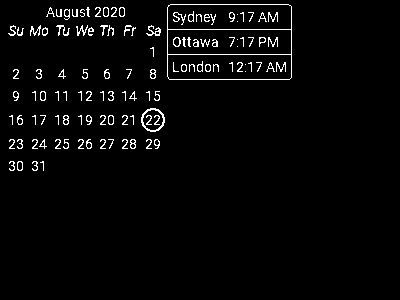 August 2020
Su Mo Tu We Th Fr Sa
1
2 3 4 5 6 7 8
9 10 11 12 13 14 15
16 17 18 19 20 21 22
23 24 25 26 27 28 29
30 31
Sydney 9:17 AM
Ottawa 7:17 PM
London 12:17 AM